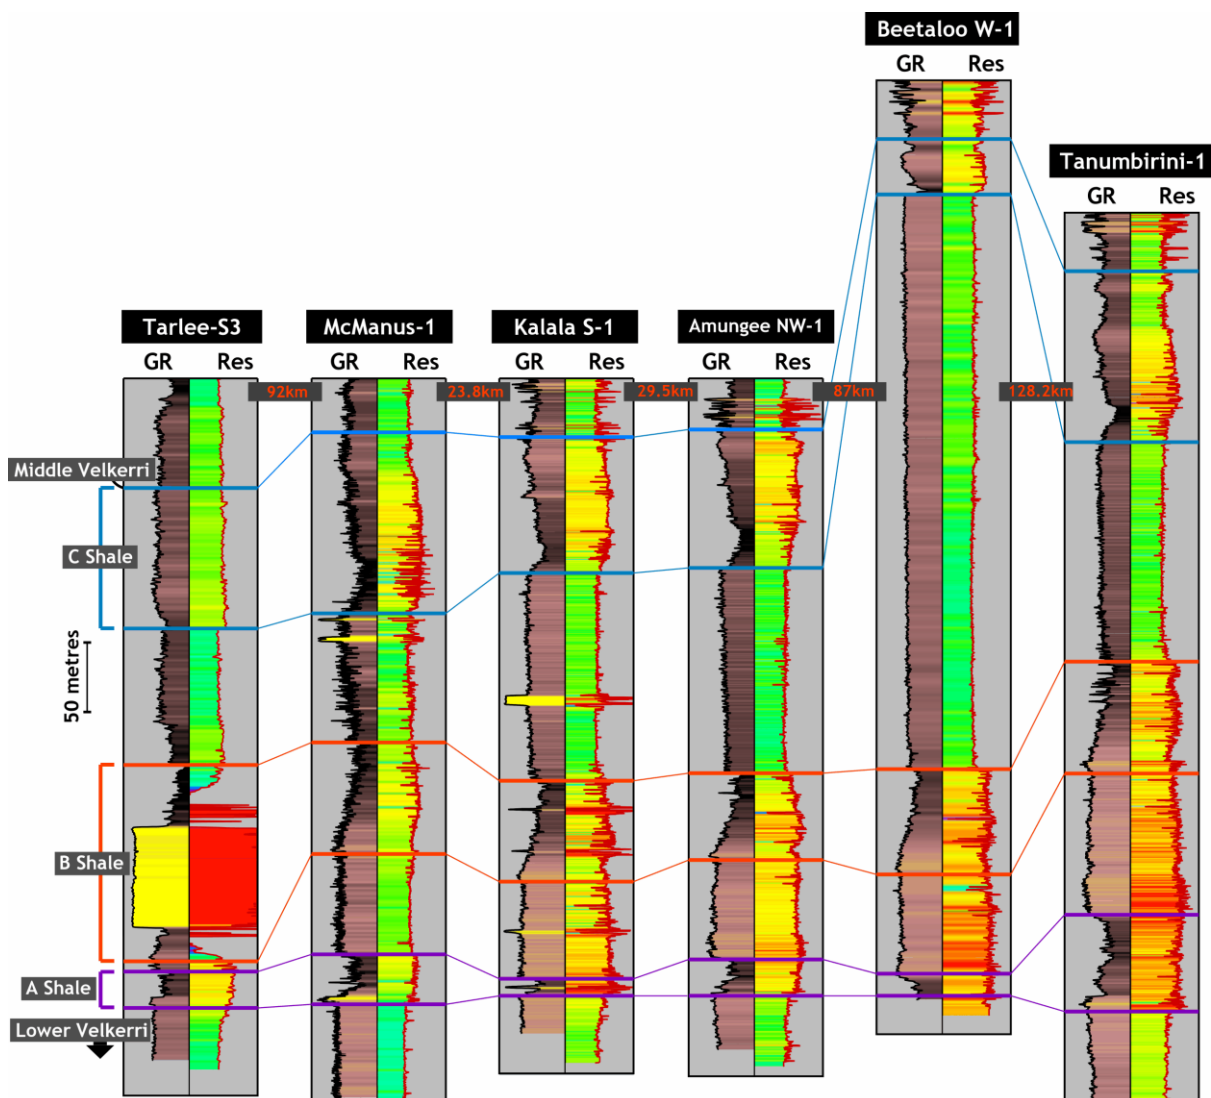 Beetaloo W-1
GR Res
Tanumbirini-1
GR Res
Tarlee-S3
McManus-1
Kalala S-1
Amungee NW-1
GR Res
GR Res
GR Res
GR Res
92km
23.8km
29.5km
87km
128.2km
Middle Velkerri
C Shale
50 metres
B Shale
A Shale
Lower Velkerri